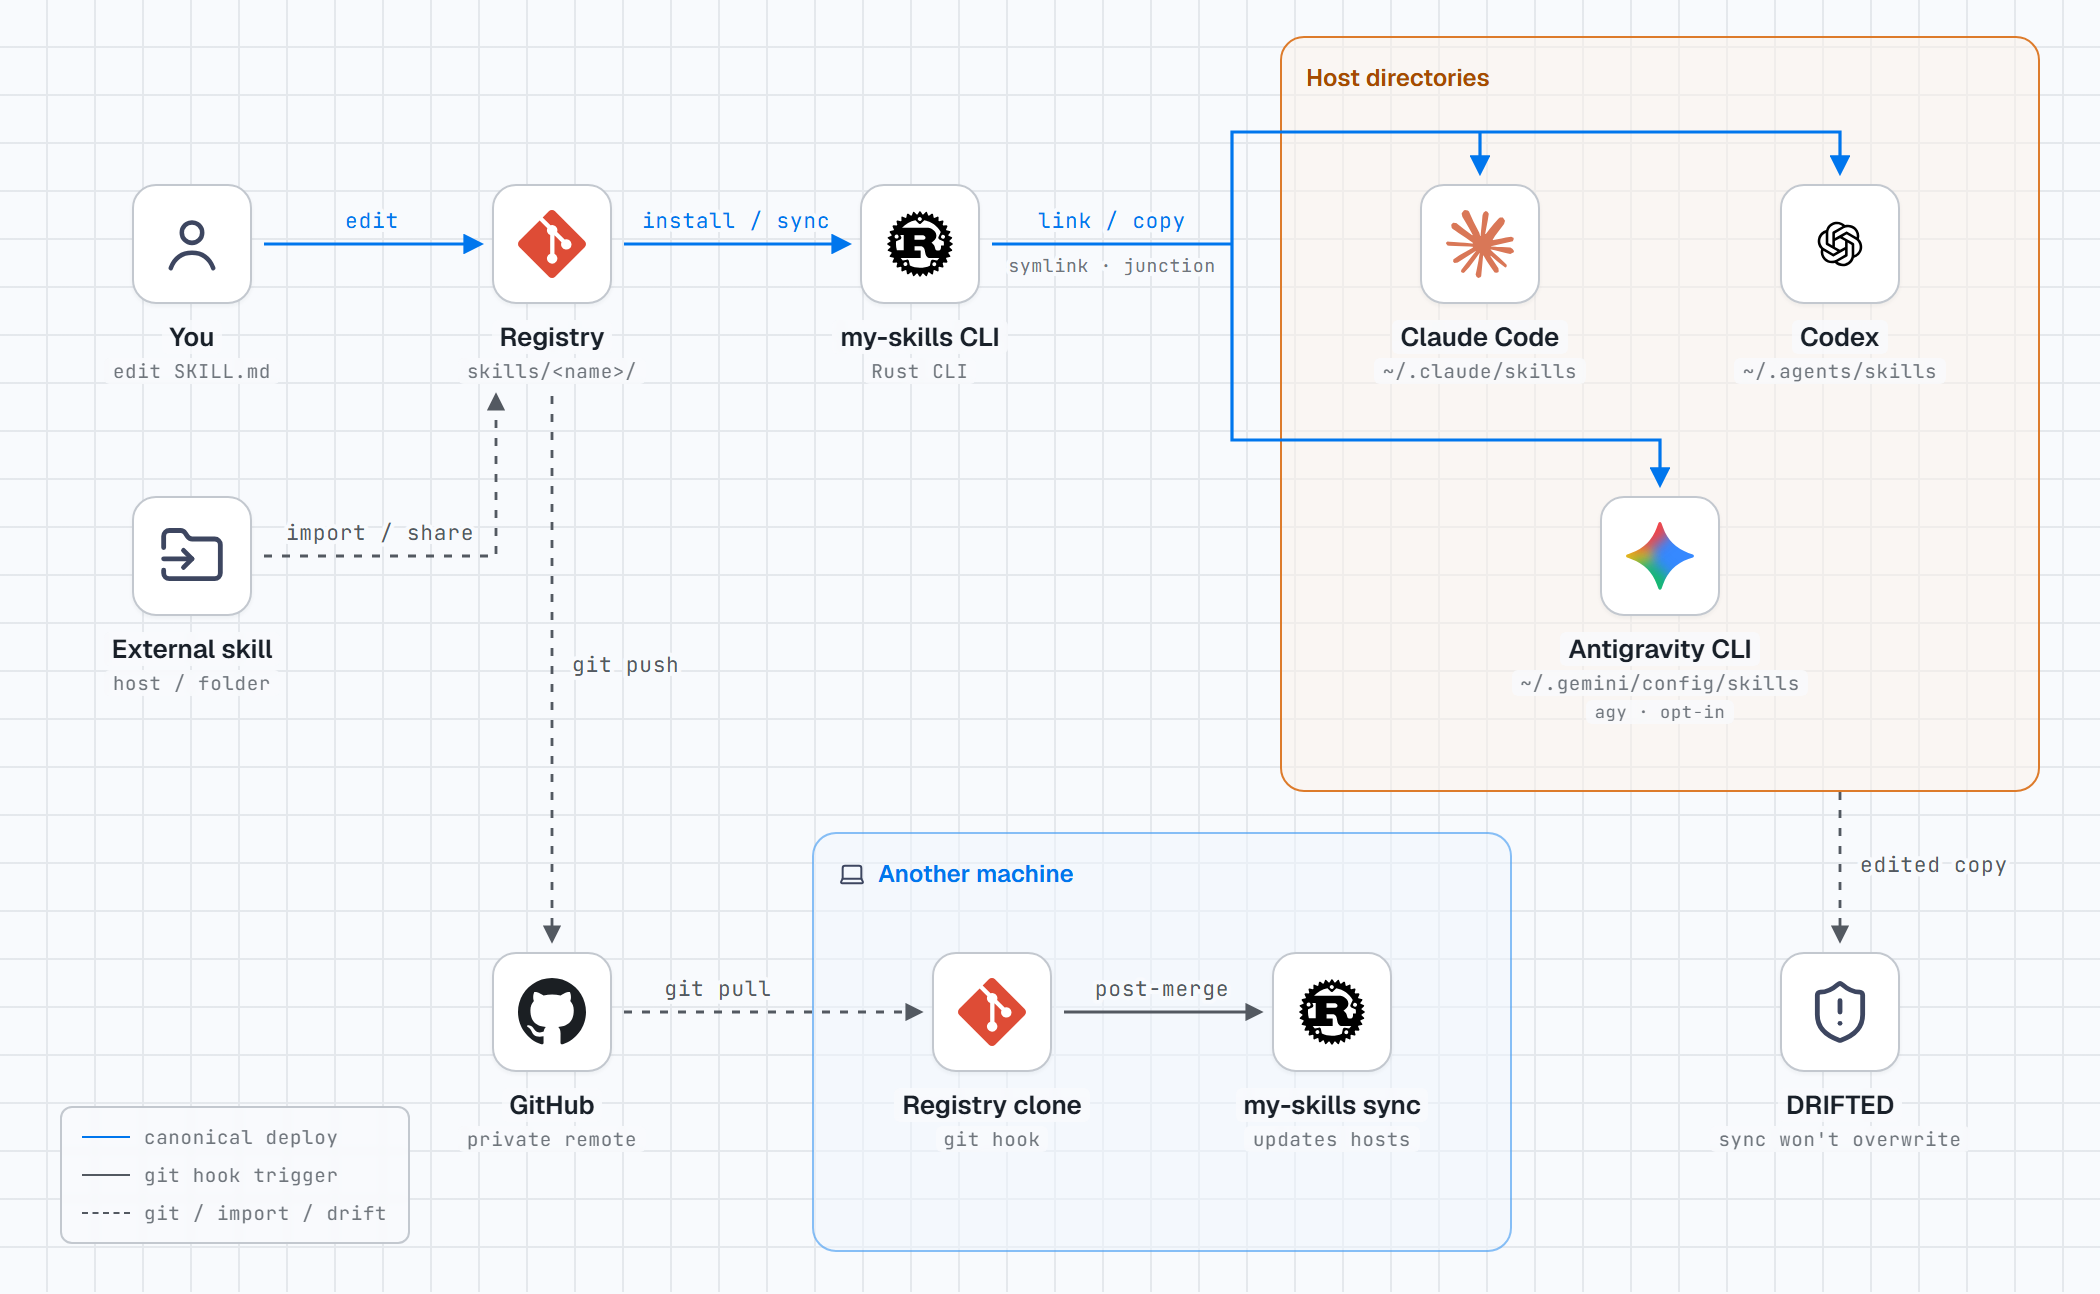 Host directories
edit
install / sync
link / copy
symlink · junction
You
edit SKILL.md
Registry
skills/<name>/
my-skills CLI
Rust CLI
Claude Code
~/.claude/skills
Codex
~/.agents/skills
import / share
External skill
host / folder
git push
Antigravity CLI
~/.gemini/config/skills
agy · opt-in
edited copy
Another machine
git pull
post-merge
GitHub
private remote
Registry clone
git hook
my-skills sync
updates hosts
DRIFTED
sync won't overwrite
canonical deploy
git hook trigger
git / import / drift